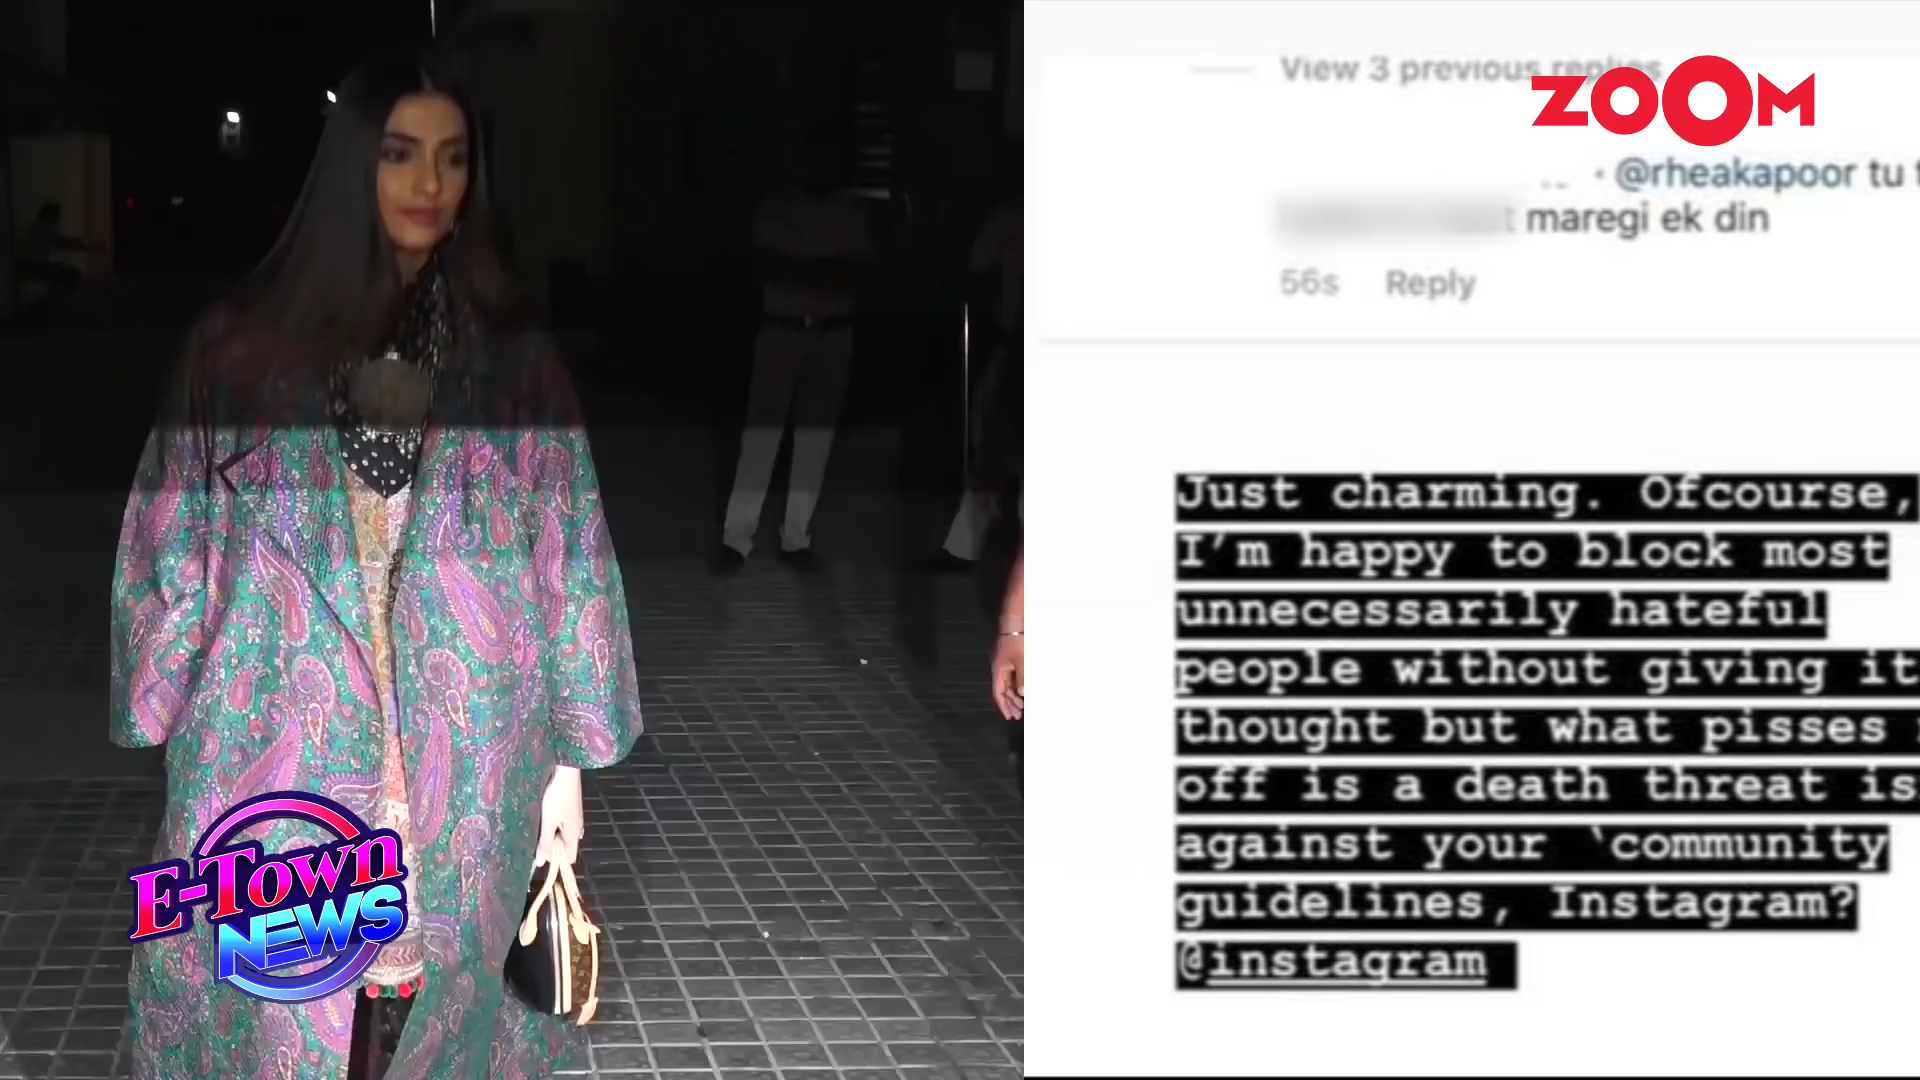 View 3 previous replies
ZOOM
@rheakapoor tu
maregi ek din
56s Reply
Just charming. Ofcourse,
I'm happy to block most
unnecessarily hateful
people without giving it
thought but what pisses
off is a death threat is
against your ‘community
guidelines, Instagram?
@instagram
E-Town
NEWS